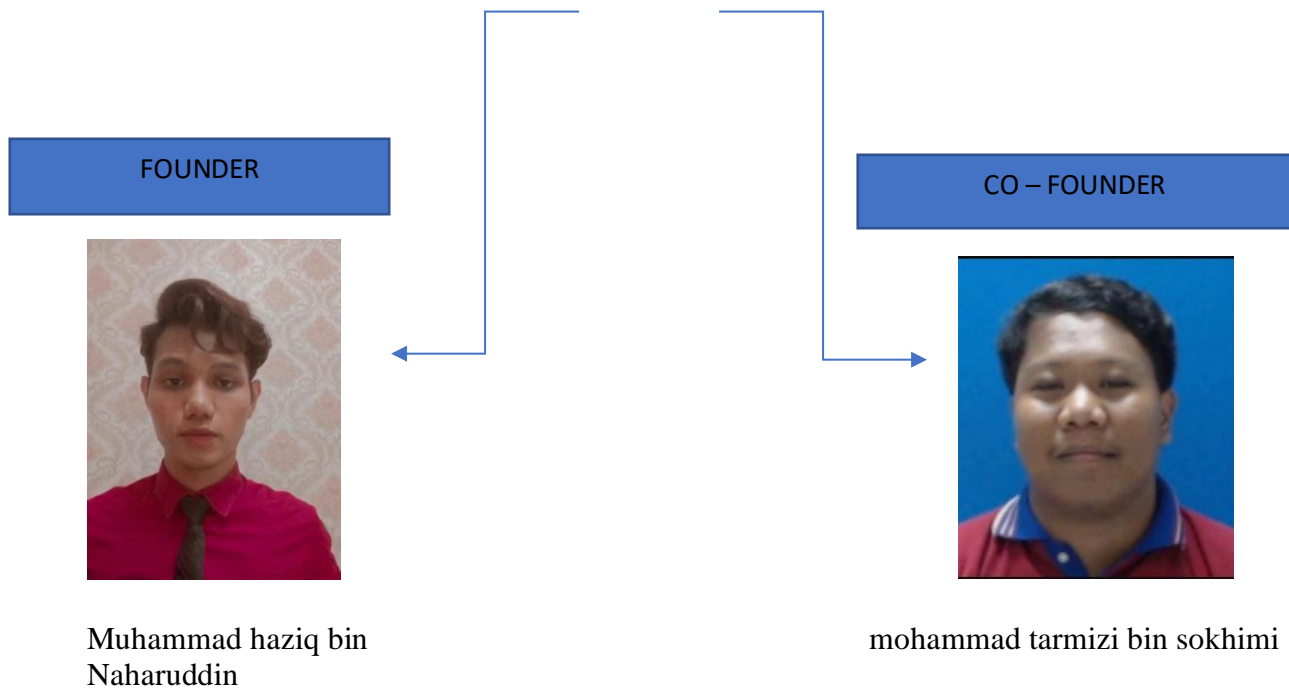 FOUNDER
CO – FOUNDER
Muhammad haziq bin
Naharuddin
mohammad tarmizi bin sokhimi